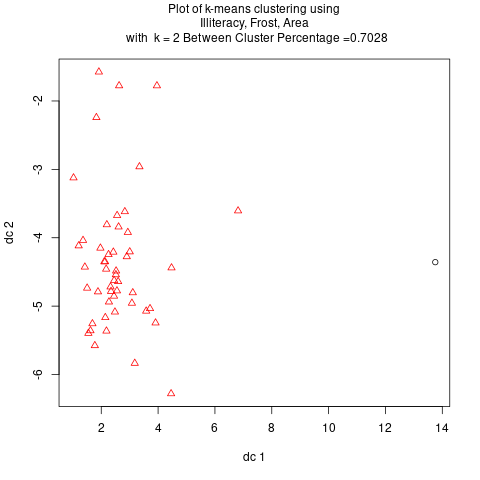 Plot of k-means clustering using
Illiteracy, Frost, Area
with k = 2 Between Cluster Percentage =0.7028
-2
-3
-4
-5
-6
dc 2
2 4 6 8 10 12 14
dc 1